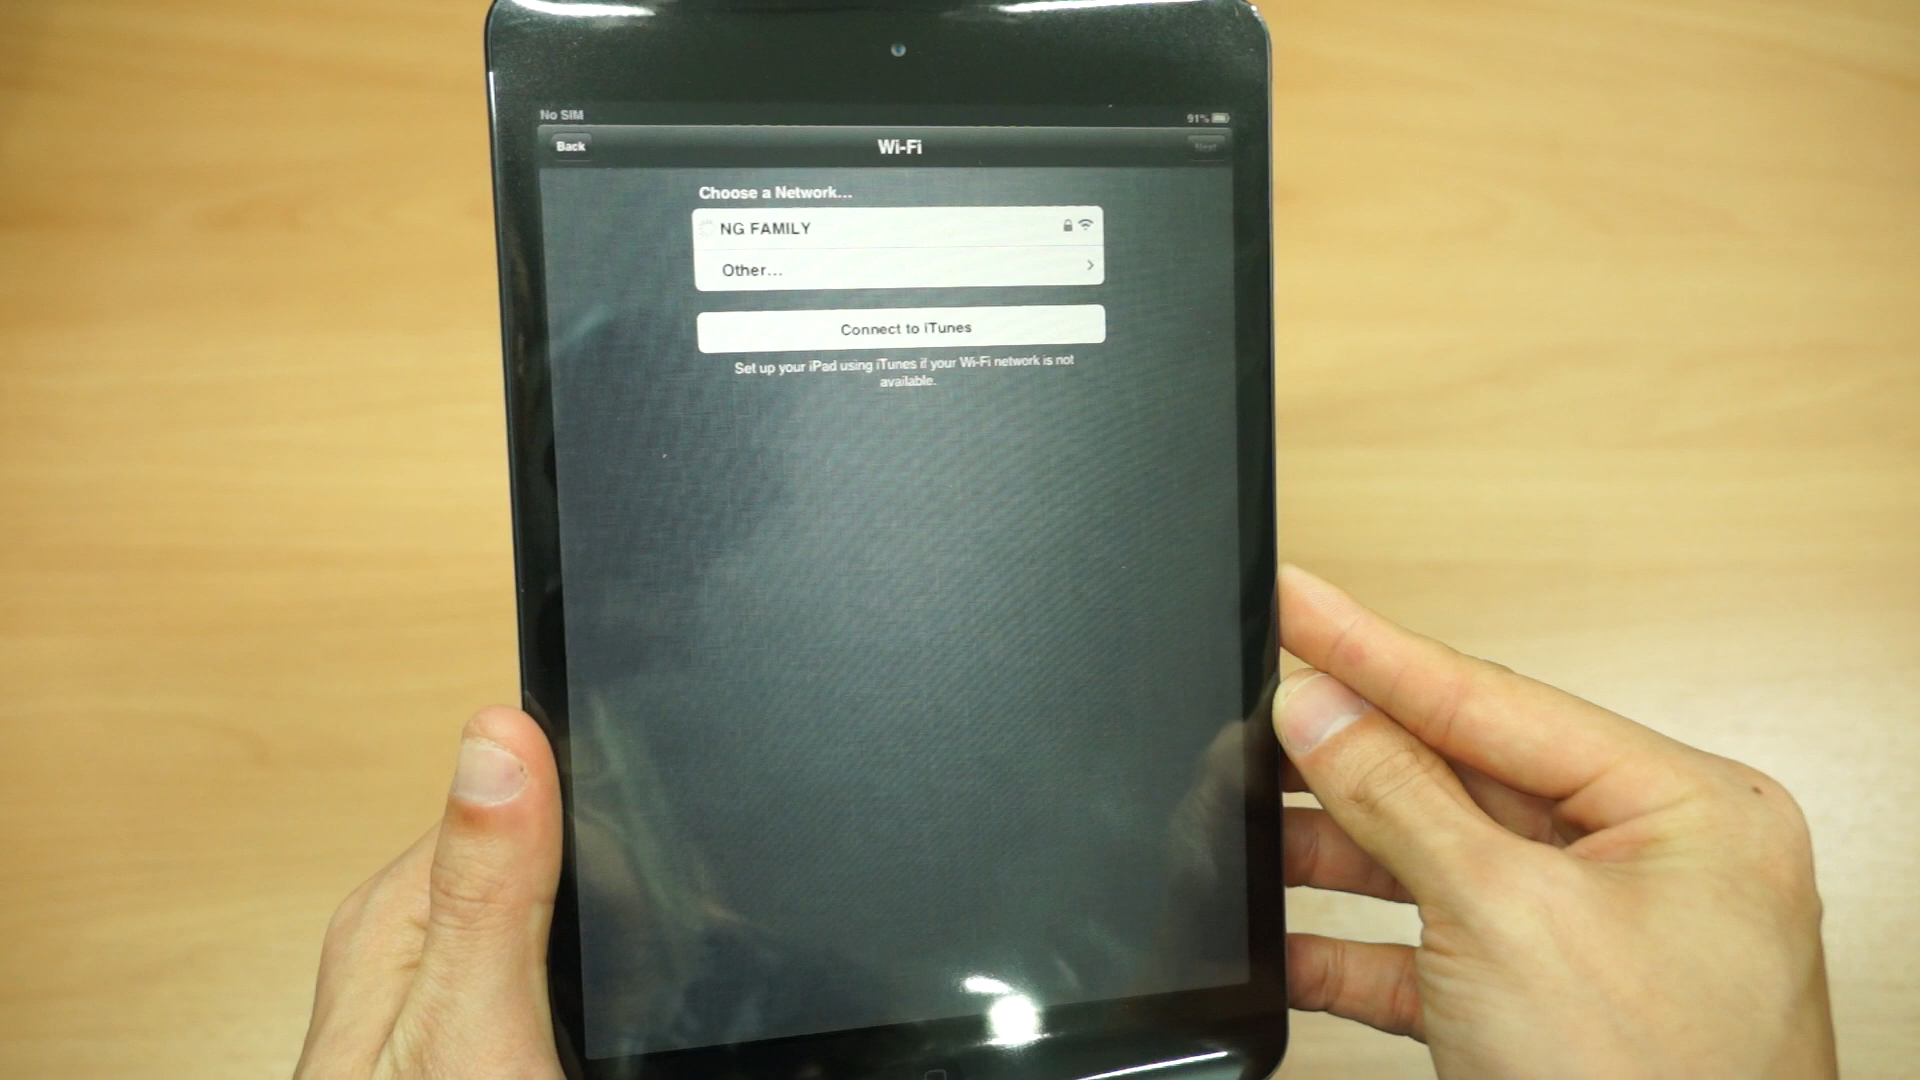 No SIM
91%
Back
Wi-Fi
Next
Choose a Network...
NG FAMILY
Other...
Connect to iTunes
Set up your iPad using iTunes if your Wi-Fi network is not
available.